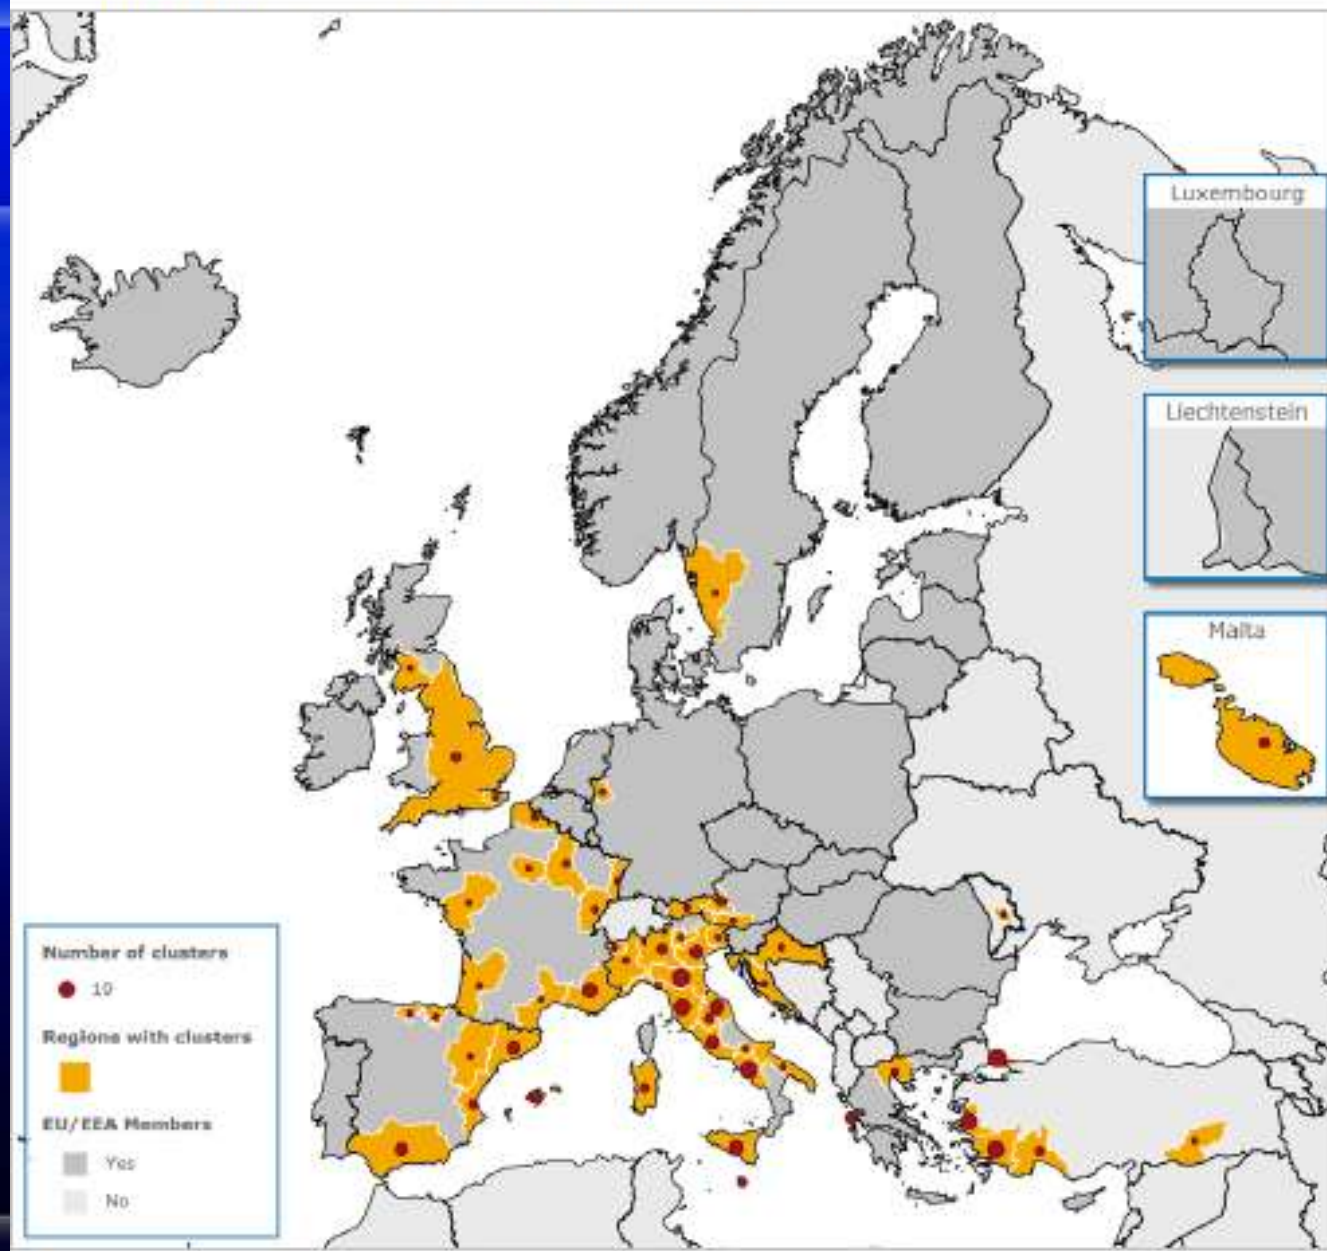 Luxembourg
Liechtenstein
Malta
Number of clusters
10
Regions with clusters
EU/EEA Members
Yes
No